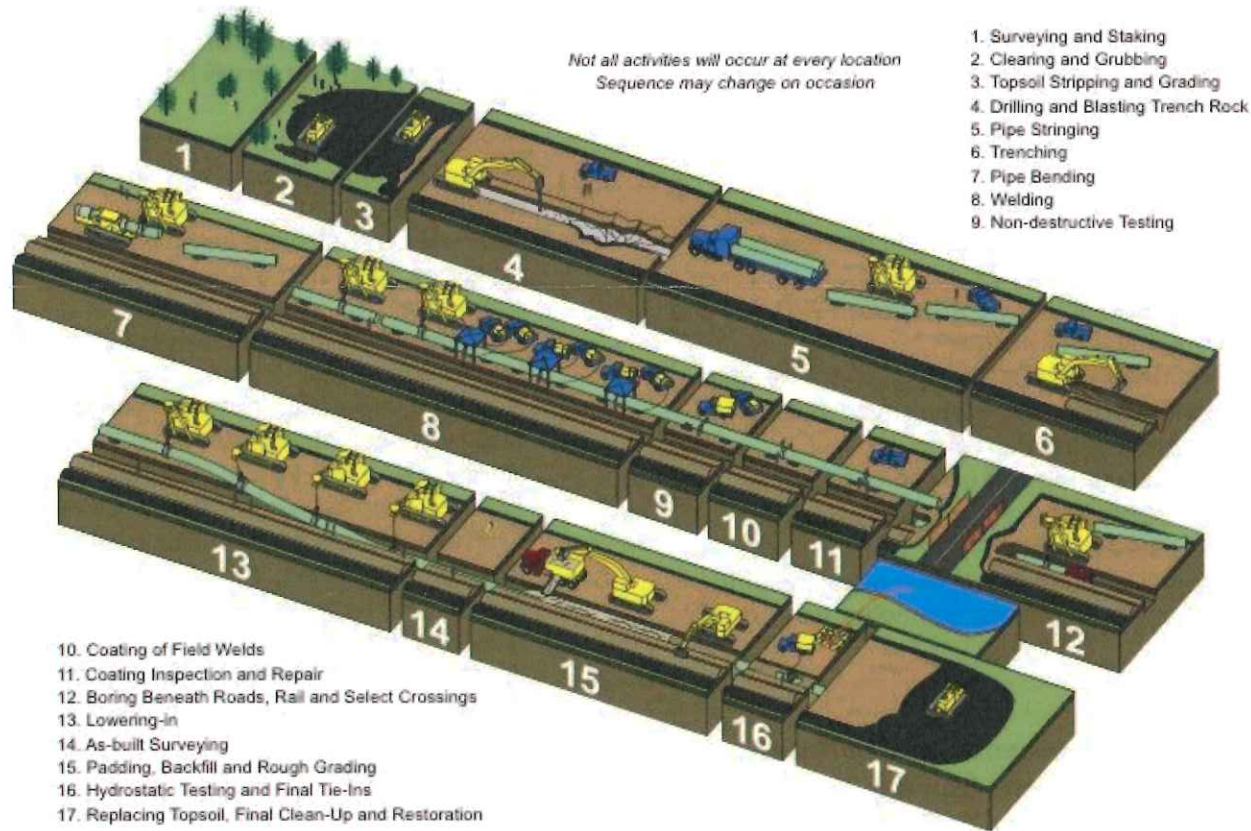 Not all activities will occur at every location
Sequence may change on occasion
1. Surveying and Staking
2. Clearing and Grubbing
3. Topsoil Stripping and Grading
4. Drilling and Blasting Trench Rock
5. Pipe Stringing
6. Trenching
7. Pipe Bending
8. Welding
9. Non-destructive Testing
1
2
3
4
5
6
7
8
9
10
11
12
13
14
15
16
17
10. Coating of Field Welds
11. Coating Inspection and Repair
12. Boring Beneath Roads, Rail and Select Crossings
13. Lowering-in
14. As-built Surveying
15. Padding, Backfill and Rough Grading
16. Hydrostatic Testing and Final Tie-Ins
17. Replacing Topsoil, Final Clean-Up and Restoration